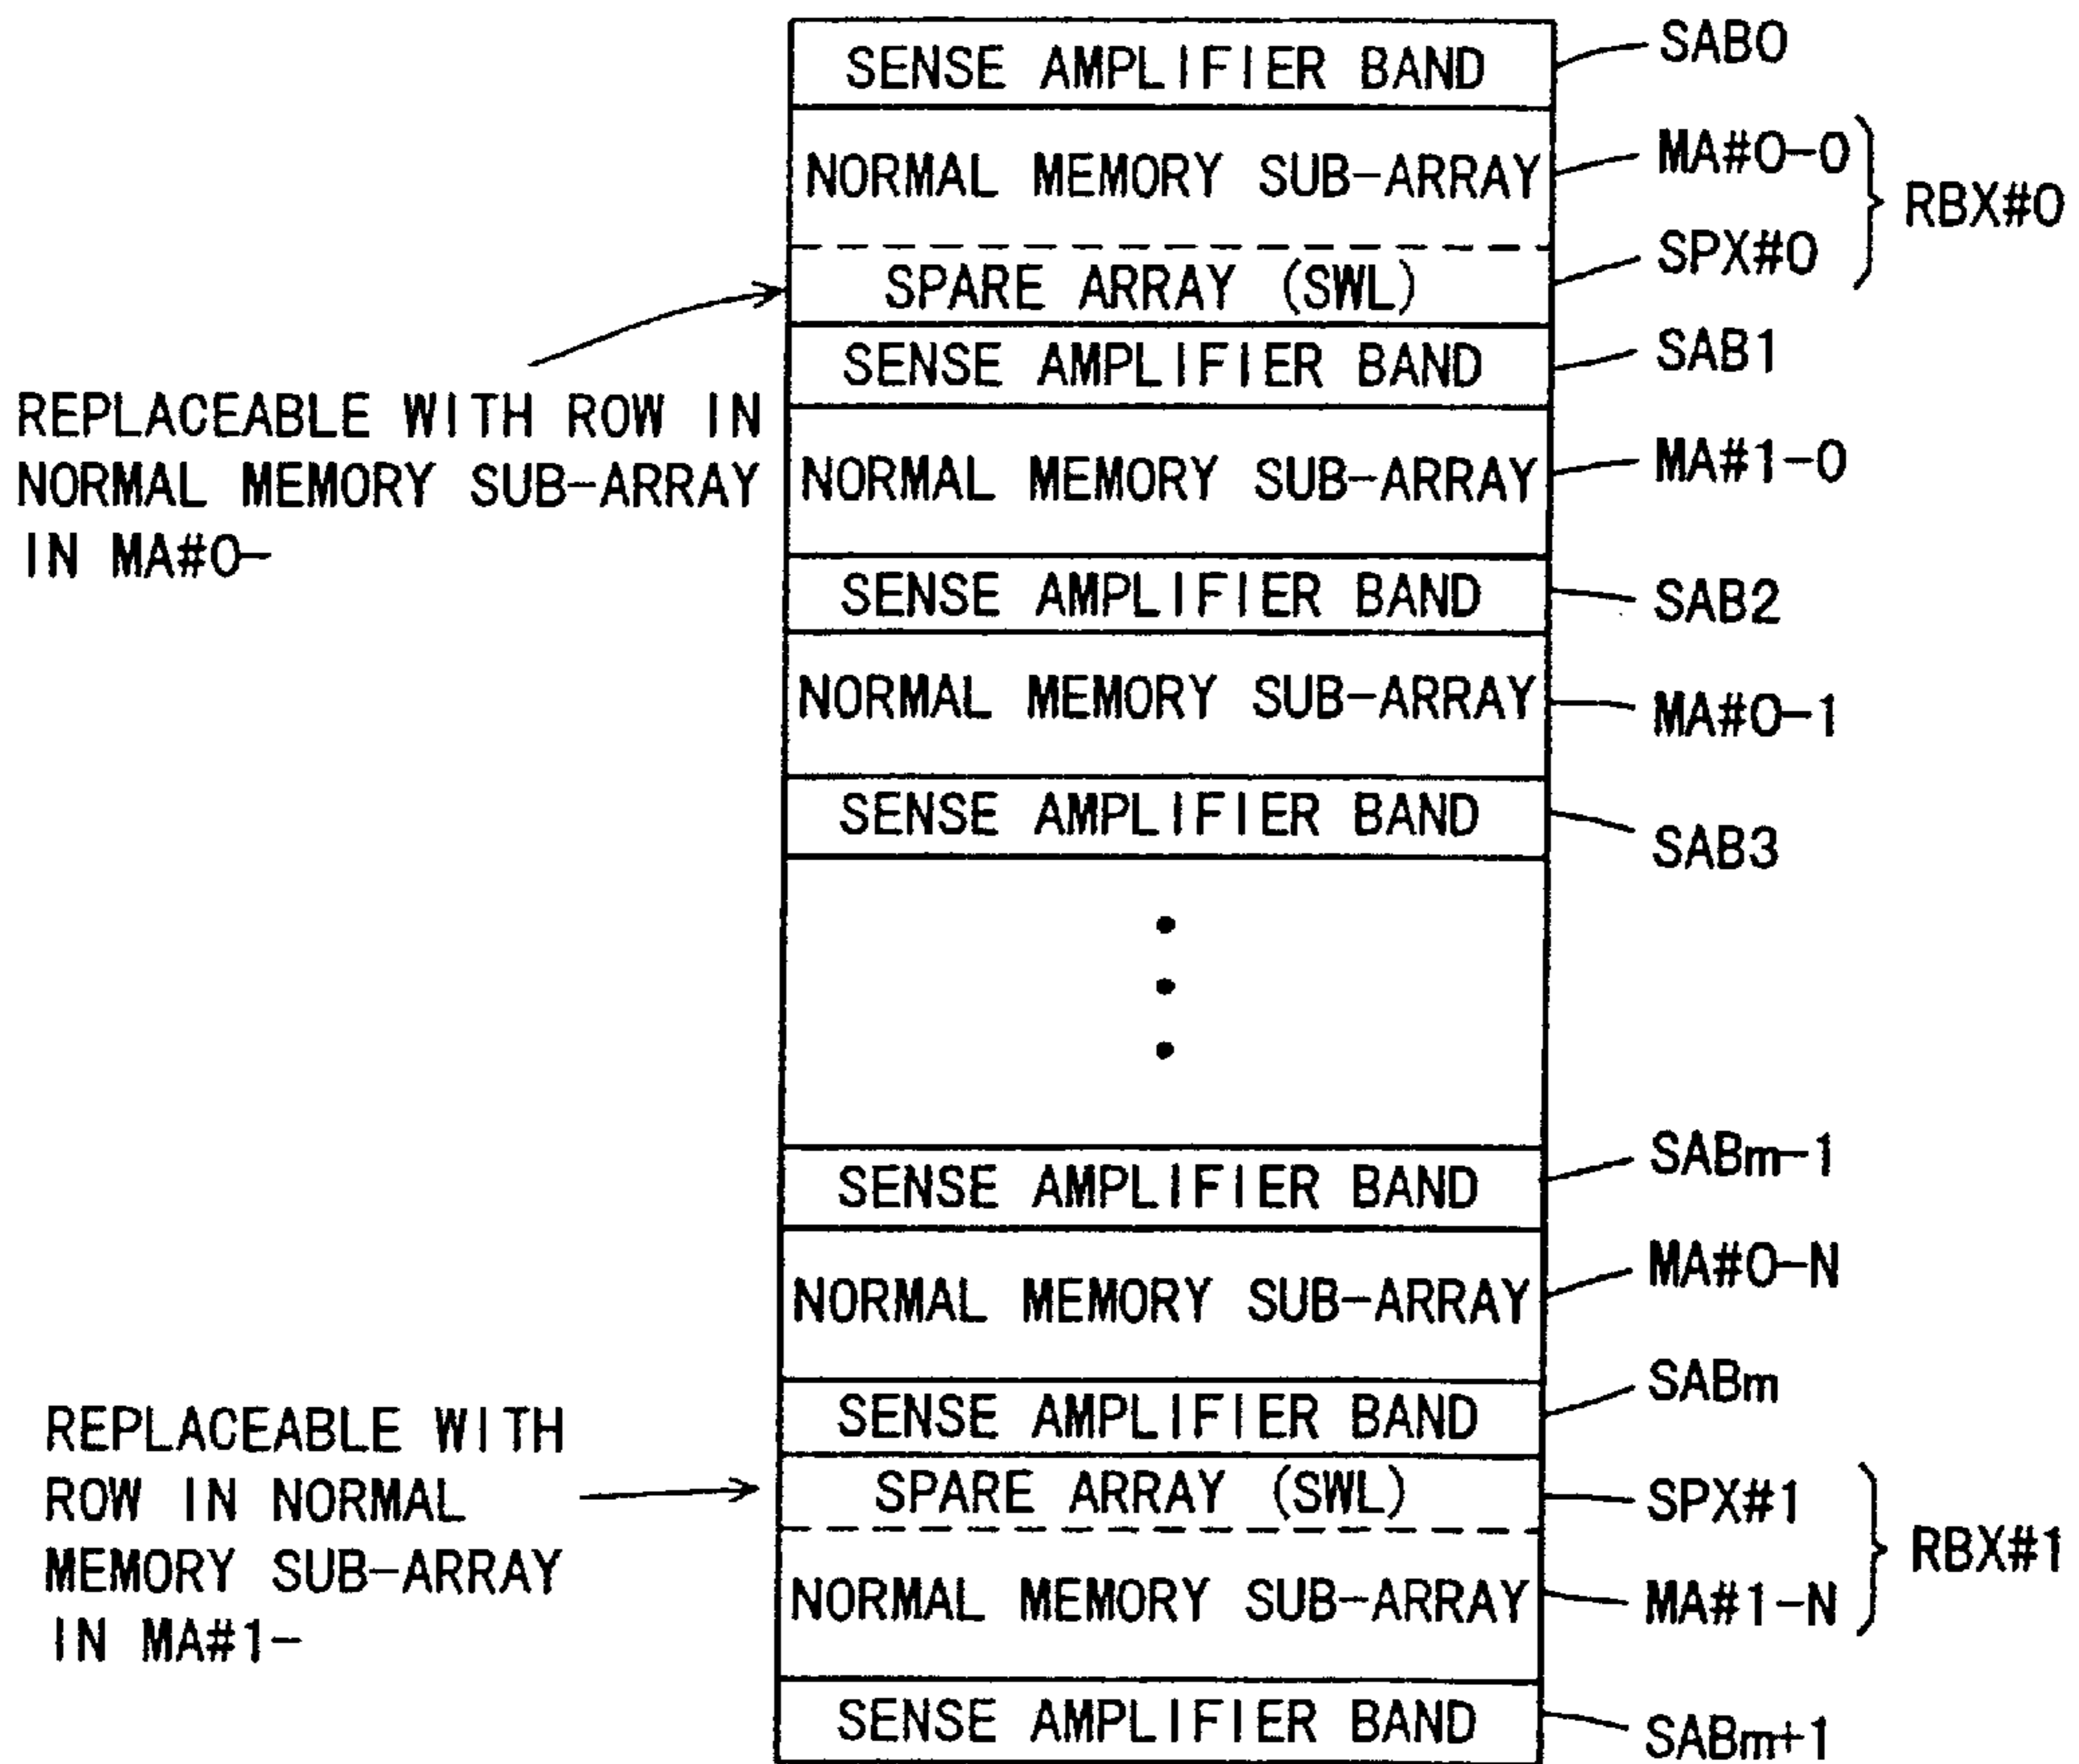 SENSE AMPLIFIER BAND SAB0
NORMAL MEMORY SUB-ARRAY MA#0-0
RBX#0
SPARE ARRAY (SWL) SPX#0
SENSE AMPLIFIER BAND SAB1
REPLACEABLE WITH ROW IN
NORMAL MEMORY SUB-ARRAY
IN MA#0-
NORMAL MEMORY SUB-ARRAY MA#1-0
SENSE AMPLIFIER BAND SAB2
NORMAL MEMORY SUB-ARRAY MA#0-1
SENSE AMPLIFIER BAND SAB3
SENSE AMPLIFIER BAND SABm-1
NORMAL MEMORY SUB-ARRAY MA#0-N
SENSE AMPLIFIER BAND SABm
REPLACEABLE WITH
ROW IN NORMAL
MEMORY SUB-ARRAY
IN MA#1-
SPARE ARRAY (SWL) SPX#1
RBX#1
NORMAL MEMORY SUB-ARRAY MA#1-N
SENSE AMPLIFIER BAND SABm+1